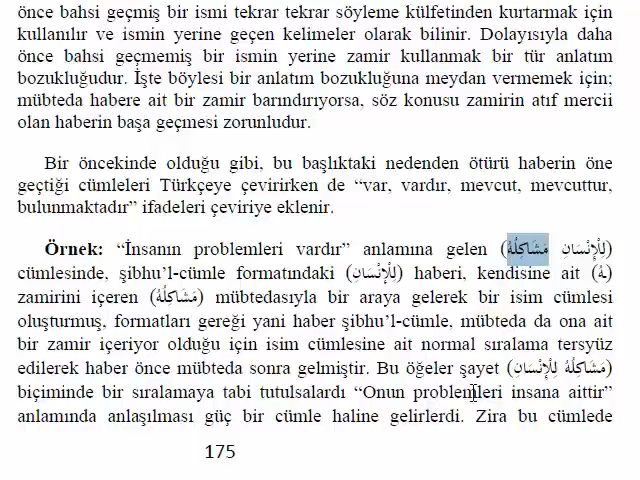 önce bahsi geçmiş bir ismi tekrar tekrar söyleme külfetinden kurtarmak için
kullanılır ve ismin yerine geçen kelimeler olarak bilinir. Dolayısıyla daha
önce bahsi geçmemiş bir ismin yerine zamir kullanmak bir tür anlatım
bozukluğudur. İşte böylesi bir anlatım bozukluğuna meydan vermemek için;
mübteda habere ait bir zamir barındırıyorsa, söz konusu zamirin atıf mercii
olan haberin başa geçmesi zorunludur.
Bir öncekinde olduğu gibi, bu başlıktaki nedenden ötürü haberin öne
geçtiği cümleleri Türkçeye çevirirken de “var, vardır, mevcut, mevcuttur,
bulunmaktadır” ifadeleri çeviriye eklenir.
Örnek: “İnsanın problemleri vardır” anlamına gelen (لِلْإِنْسَانِ مَشَاكِلُهُ)
cümlesinde, şibhu’l-cümle formatındaki (لِلْإِنْسَانِ) haberi, kendisine ait (ـهُ)
zamirini içeren (مَشَاكِلُهُ) mübtedasıyla bir araya gelerek bir isim cümlesi
oluşturmuş, formatları gereği yani haber şibhu’l-cümle, mübteda da ona ait
bir zamir içeriyor olduğu için isim cümlesine ait normal sıralama tersyüz
edilerek haber önce mübteda sonra gelmiştir. Bu öğeler şayet (مَشَاكِلُهُ لِلْإِنْسَانِ)
biçiminde bir sıralamaya tabi tutulsalardı “Onun problemleri insana aittir”
anlamında anlaşılması güç bir cümle haline gelirlerdi. Zira bu cümlede
175